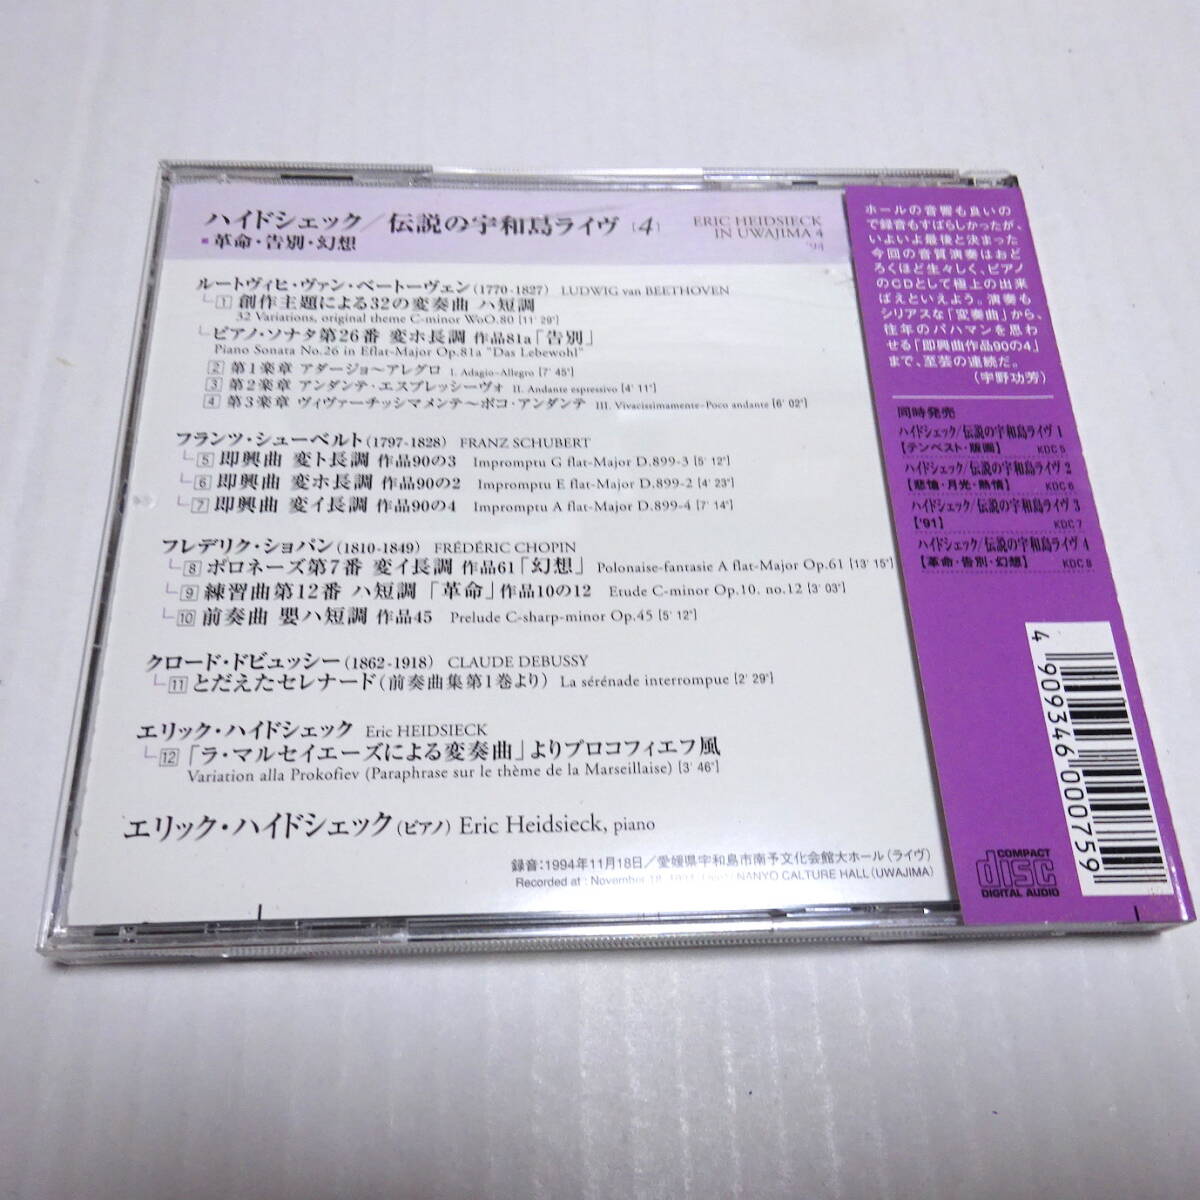 ハイドシェック/伝説の宇和島ライヴ [4]
■革命・告別・幻想
ERIC HEIDSIECK
IN UWAJIMA 4
'94
ルートヴィヒ・ヴァン・ベートーヴェン(1770-1827) LUDWIG van BEETHOVEN
1 創作主題による32の変奏曲 ハ短調
32 Variations, original theme C-minor WoO.80 [11' 29"]
ピアノ・ソナタ第26番 変ホ長調 作品81a「告別」
Piano Sonata No.26 in Eflat-Major Op.81a "Das Lebewohl"
2 第1楽章 アダージョ〜アレグロ I. Adagio-Allegro [7' 45"]
3 第2楽章 アンダンテ・エスプレッシーヴォ II. Andante espressivo [4' 11"]
4 第3楽章 ヴィヴァーチッシマメンテ〜ポコ・アンダンテ III. Vivacissimamente-Poco andante [6' 02"]
フランツ・シューベルト(1797-1828) FRANZ SCHUBERT
5 即興曲 変ト長調 作品90の3 Impromptu G flat-Major D.899-3 [5' 12"]
6 即興曲 変ホ長調 作品90の2 Impromptu E flat-Major D.899-2 [4' 23"]
7 即興曲 変イ長調 作品90の4 Impromptu A flat-Major D.899-4 [7' 14"]
フレデリク・ショパン(1810-1849) FRÉDÉRIC CHOPIN
8 ポロネーズ第7番 変イ長調 作品61「幻想」 Polonaise-fantasie A flat-Major Op.61 [13' 15"]
9 練習曲第12番 ハ短調 「革命」作品10の12 Etude C-minor Op.10. no.12 [3' 03"]
10 前奏曲 嬰ハ短調 作品45 Prelude C-sharp-minor Op.45 [5' 12"]
クロード・ドビュッシー(1862-1918) CLAUDE DEBUSSY
11 とだえたセレナード(前奏曲集第1巻より) La sérénade interrompue [2' 29"]
エリック・ハイドシェック Eric HEIDSIECK
12 「ラ・マルセイエーズによる変奏曲」よりプロコフィエフ風
Variation alla Prokofiev (Paraphrase sur le thème de la Marseillaise) [3' 46"]
エリック・ハイドシェック(ピアノ) Eric Heidsieck, piano
録音:1994年11月18日/愛媛県宇和島市南予文化会館大ホール(ライヴ)
Recorded at : November 18, NANYO CALTURE HALL (UWAJIMA)
ホールの音響も良いの
で録音もすばらしかったが、
いよいよ最後と決まった
今回の音質演奏はおど
ろくほど生々しく、ピアノ
のCDとして極上の出来
ばえといえよう。演奏も
シリアスな「変奏曲」から、
往年のバハマンを思わ
せる「即興曲作品90の4」
まで、至芸の連続だ。
(宇野功芳)
同時発売
ハイドシェック/伝説の宇和島ライヴ 1
【テンペスト・版画】 KDC 5
ハイドシェック/伝説の宇和島ライヴ 2
【悲愴・月光・熱情】 KDC 6
ハイドシェック/伝説の宇和島ライヴ 3
【'91】 KDC 7
ハイドシェック/伝説の宇和島ライヴ 4
【革命・告別・幻想】 KDC 8
4 909346 000759
COMPACT
disc
DIGITAL AUDIO